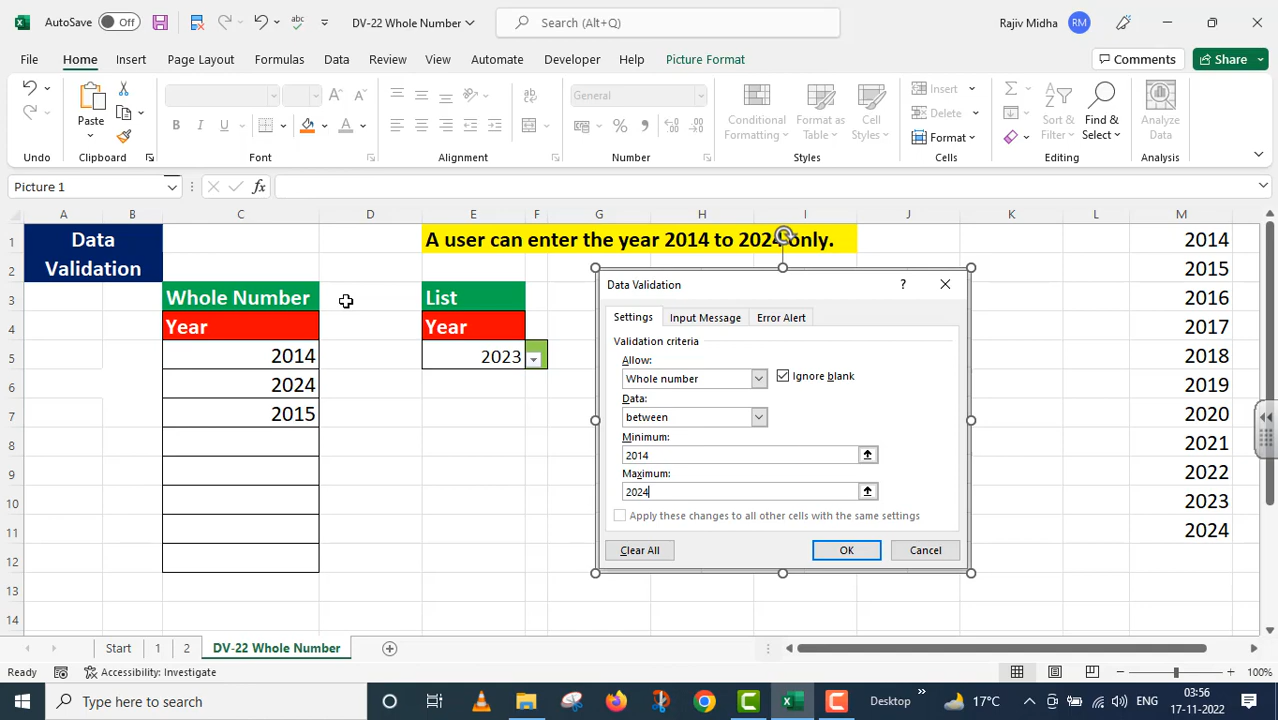 AutoSave Off DV-22 Whole Number Search (Alt+Q) Rajiv Midha RM
File Home Insert Page Layout Formulas Data Review View Automate Developer Help Picture Format Comments Share
Paste
General
Conditional Formatting
Format as Table
Cell Styles
Insert
Delete
Format
Sort & Filter
Find & Select
Analyze Data
Undo Clipboard Font Alignment Number Styles Cells Editing Analysis
Picture 1 fx
A B C D E F G H I J K L M
1 Data A user can enter the year 2014 to 2024 only. 2014
2 Validation 2015
3 Whole Number List 2016
4 Year Year 2017
5 2014 2023 2018
6 2024 2019
7 2015 2020
8 2021
9 2022
10 2023
11 2024
12
13
14
Data Validation ?
Settings Input Message Error Alert
Validation criteria
Allow:
Whole number Ignore blank
Data:
between
Minimum:
2014
Maximum:
2024
Apply these changes to all other cells with the same settings
Clear All OK Cancel
Start 1 2 DV-22 Whole Number
Ready Accessibility: Investigate 100%
Type here to search Desktop 17°C ENG 03:56
17-11-2022